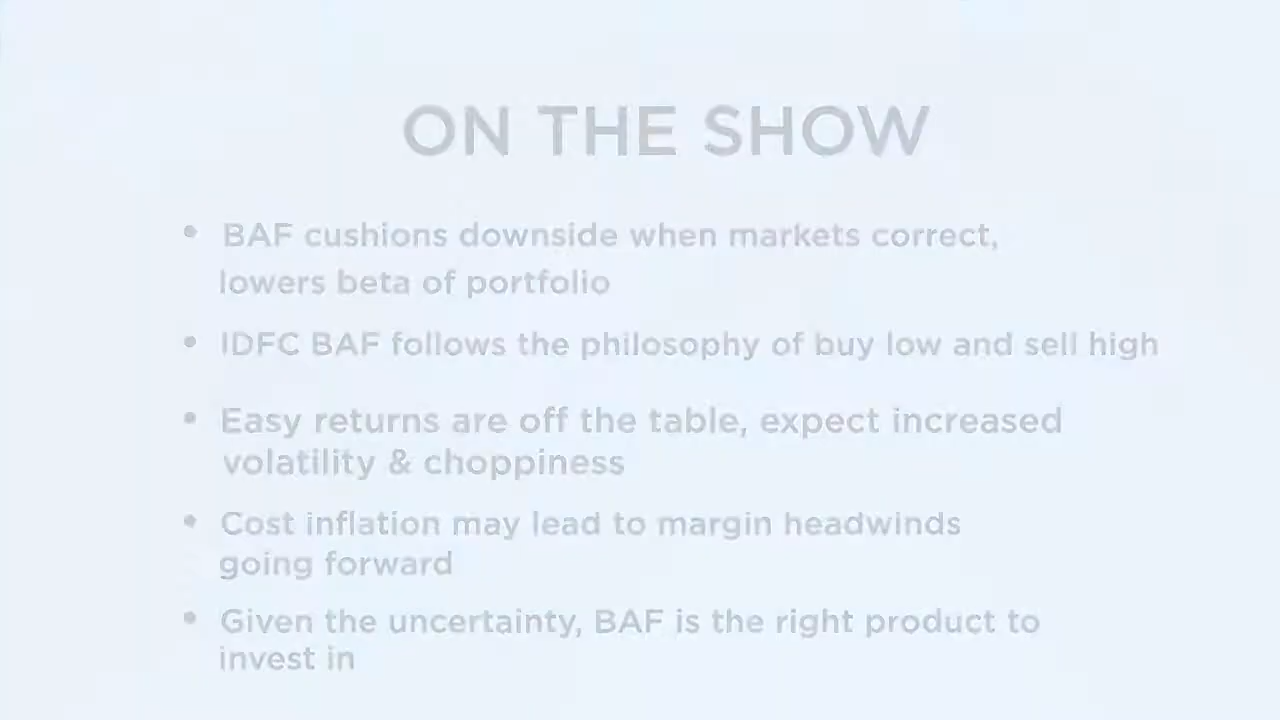 ON THE SHOW
• BAF cushions downside when markets correct,
lowers beta of portfolio
• IDFC BAF follows the philosophy of buy low and sell high
• Easy returns are off the table, expect increased
volatility & choppiness
• Cost inflation may lead to margin headwinds
going forward
• Given the uncertainty, BAF is the right product to
invest in